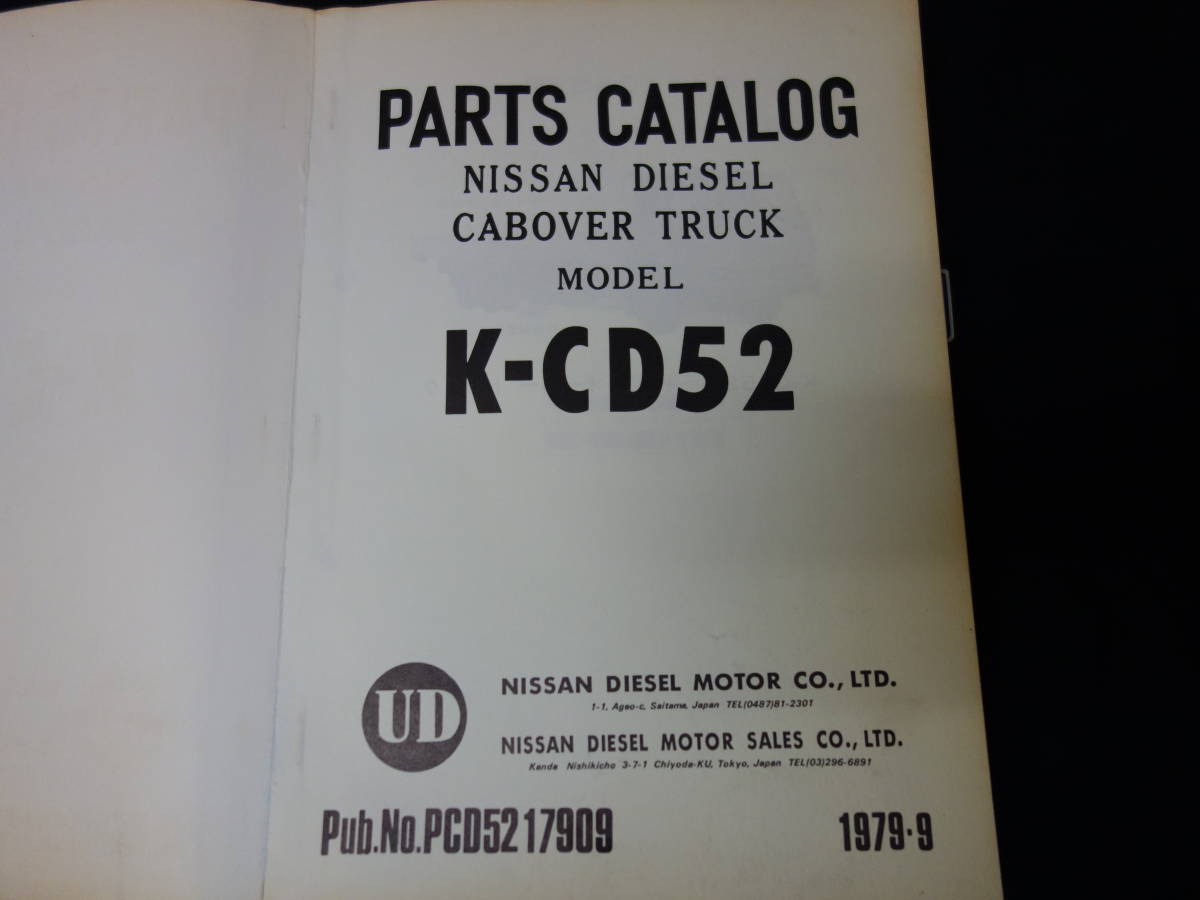 PARTS CATALOG
NISSAN DIESEL
CABOVER TRUCK
MODEL
K-CD52
UD
NISSAN DIESEL MOTOR CO., LTD.
1-1, Ageo-c, Saitama, Japan TEL(0487)81-2301
NISSAN DIESEL MOTOR SALES CO., LTD.
Kanda Nishikicho 3-7-1 Chiyoda-KU, Tokyo, Japan TEL(03)296-6891
Pub.No.PCD5217909 1979·9